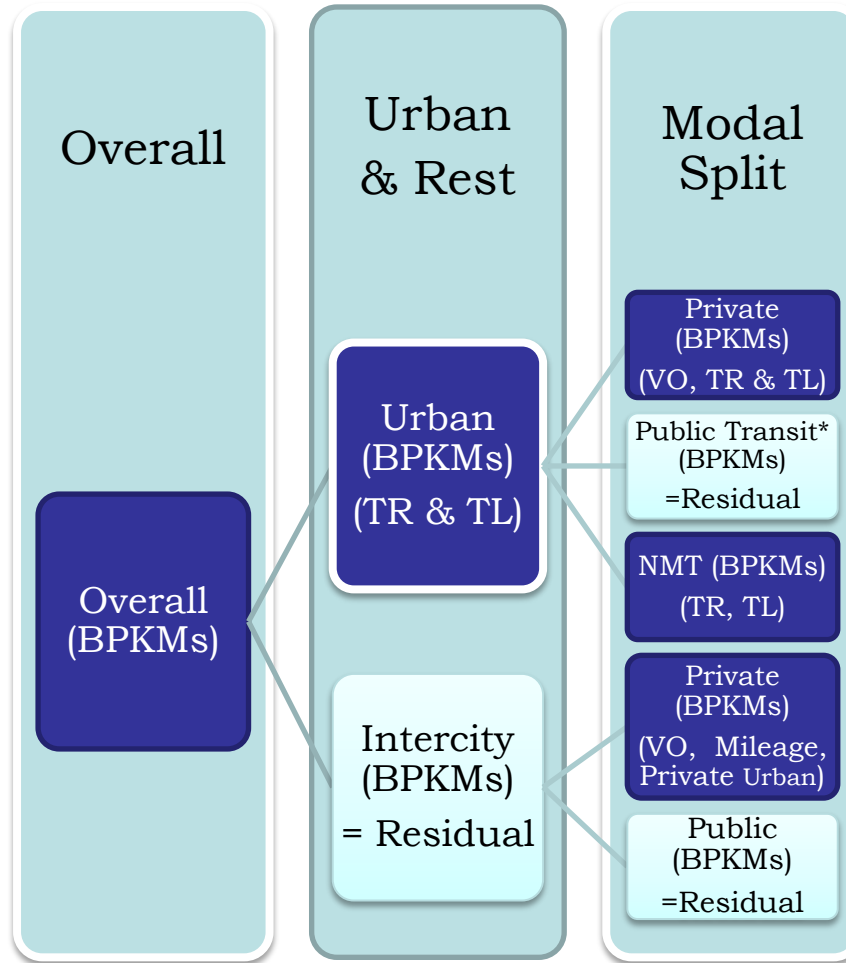 Overall
Overall
(BPKMs)
Urban
& Rest
Urban
(BPKMs)
(TR & TL)
Intercity
(BPKMs)
= Residual
Modal
Split
Private
(BPKMs)
(VO, TR & TL)
Public Transit*
(BPKMs)
=Residual
NMT (BPKMs)
(TR, TL)
Private
(BPKMs)
(VO, Mileage,
Private Urban)
Public
(BPKMs)
=Residual